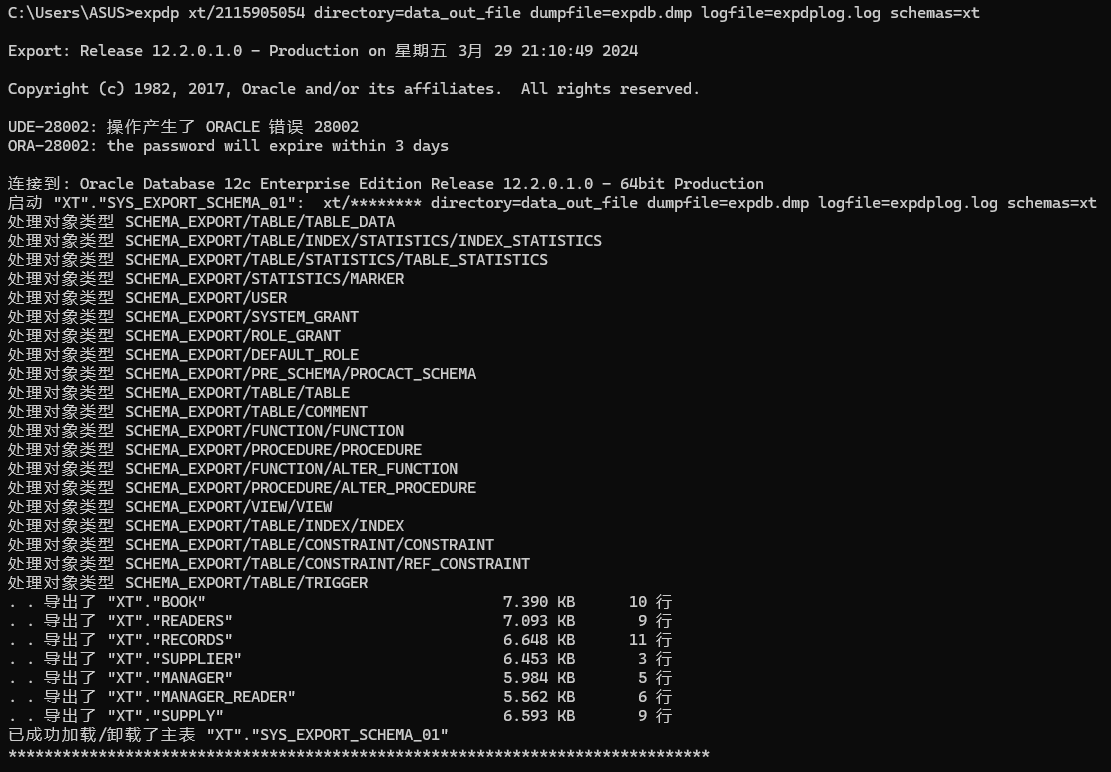 C:\Users\ASUS>expdp xt/2115905054 directory=data_out_file dumpfile=expdb.dmp logfile=expdplog.log schemas=xt
Export: Release 12.2.0.1.0 - Production on 星期五 3月 29 21:10:49 2024
Copyright (c) 1982, 2017, Oracle and/or its affiliates.  All rights reserved.
UDE-28002: 操作产生了 ORACLE 错误 28002
ORA-28002: the password will expire within 3 days
连接到: Oracle Database 12c Enterprise Edition Release 12.2.0.1.0 - 64bit Production
启动 "XT"."SYS_EXPORT_SCHEMA_01":  xt/******** directory=data_out_file dumpfile=expdb.dmp logfile=expdplog.log schemas=xt
处理对象类型 SCHEMA_EXPORT/TABLE/TABLE_DATA
处理对象类型 SCHEMA_EXPORT/TABLE/INDEX/STATISTICS/INDEX_STATISTICS
处理对象类型 SCHEMA_EXPORT/TABLE/STATISTICS/TABLE_STATISTICS
处理对象类型 SCHEMA_EXPORT/STATISTICS/MARKER
处理对象类型 SCHEMA_EXPORT/USER
处理对象类型 SCHEMA_EXPORT/SYSTEM_GRANT
处理对象类型 SCHEMA_EXPORT/ROLE_GRANT
处理对象类型 SCHEMA_EXPORT/DEFAULT_ROLE
处理对象类型 SCHEMA_EXPORT/PRE_SCHEMA/PROCACT_SCHEMA
处理对象类型 SCHEMA_EXPORT/TABLE/TABLE
处理对象类型 SCHEMA_EXPORT/TABLE/COMMENT
处理对象类型 SCHEMA_EXPORT/FUNCTION/FUNCTION
处理对象类型 SCHEMA_EXPORT/PROCEDURE/PROCEDURE
处理对象类型 SCHEMA_EXPORT/FUNCTION/ALTER_FUNCTION
处理对象类型 SCHEMA_EXPORT/PROCEDURE/ALTER_PROCEDURE
处理对象类型 SCHEMA_EXPORT/VIEW/VIEW
处理对象类型 SCHEMA_EXPORT/TABLE/INDEX/INDEX
处理对象类型 SCHEMA_EXPORT/TABLE/CONSTRAINT/CONSTRAINT
处理对象类型 SCHEMA_EXPORT/TABLE/CONSTRAINT/REF_CONSTRAINT
处理对象类型 SCHEMA_EXPORT/TABLE/TRIGGER
. . 导出了 "XT"."BOOK"                                 7.390 KB      10 行
. . 导出了 "XT"."READERS"                              7.093 KB       9 行
. . 导出了 "XT"."RECORDS"                              6.648 KB      11 行
. . 导出了 "XT"."SUPPLIER"                             6.453 KB       3 行
. . 导出了 "XT"."MANAGER"                              5.984 KB       5 行
. . 导出了 "XT"."MANAGER_READER"                       5.562 KB       6 行
. . 导出了 "XT"."SUPPLY"                               6.593 KB       9 行
已成功加载/卸载了主表 "XT"."SYS_EXPORT_SCHEMA_01"
******************************************************************************